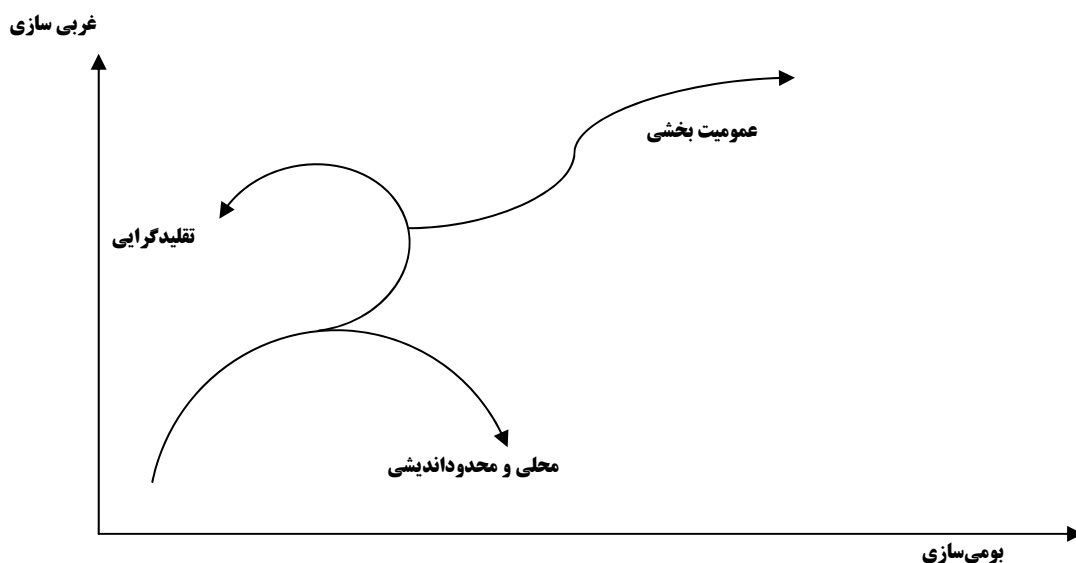 غربی سازی
عمومیت بخشی
تقلیدگرایی
محلی و محدوداندیشی
بومی‌سازی